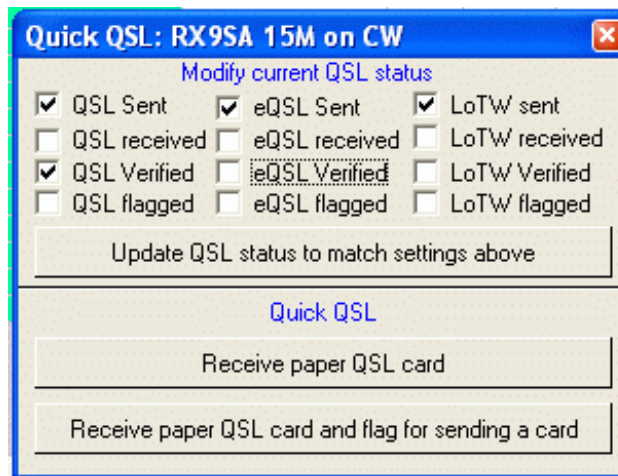 Quick QSL: RX9SA 15M on CW
Modify current QSL status
QSL Sent eQSL Sent LoTW sent
QSL received eQSL received LoTW received
QSL Verified eQSL Verified LoTW Verified
QSL flagged eQSL flagged LoTW flagged
Update QSL status to match settings above
Quick QSL
Receive paper QSL card
Receive paper QSL card and flag for sending a card